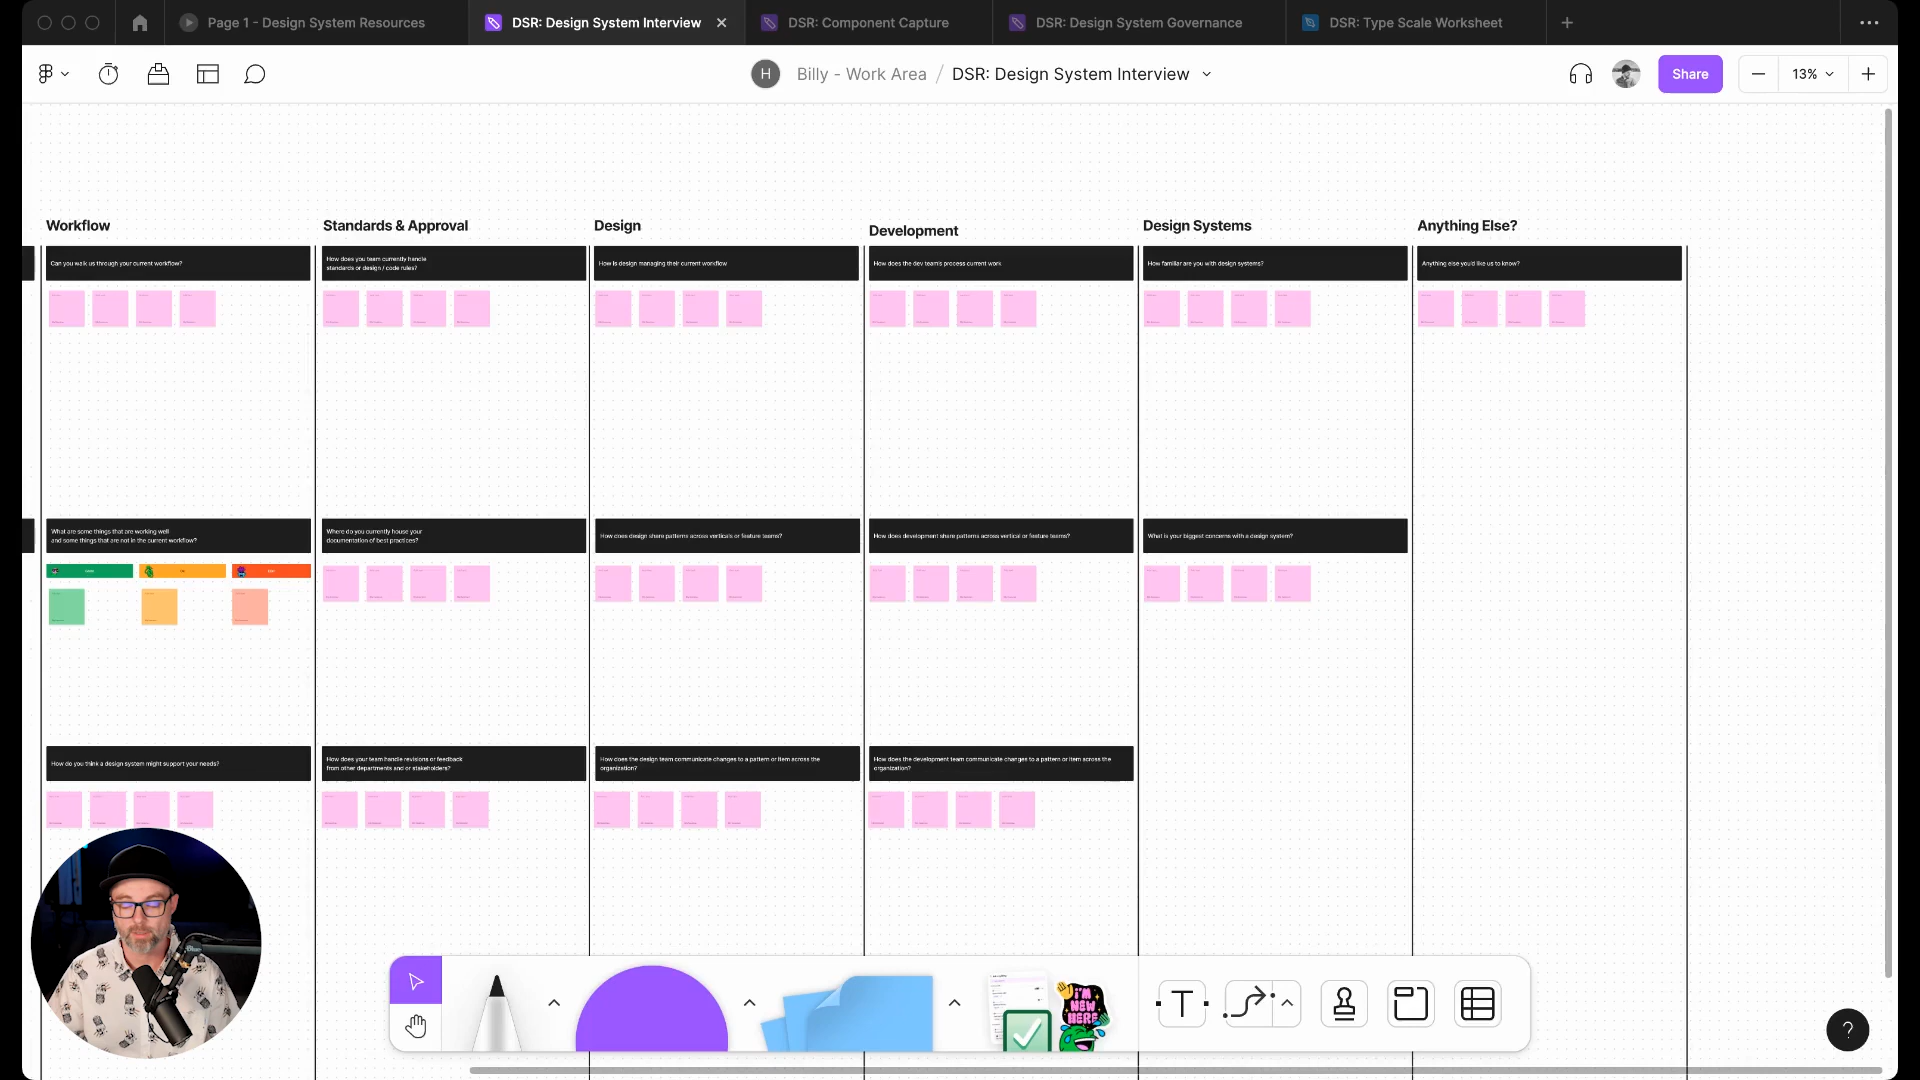 Page 1 - Design System Resources
DSR: Design System Interview
DSR: Component Capture
DSR: Design System Governance
DSR: Type Scale Worksheet
H
Billy - Work Area / DSR: Design System Interview
Share
13%
Workflow
Standards & Approval
Design
Development
Design Systems
Anything Else?
Can you walk us through your current workflow?
How does you team currently handle
standards or design / code rules?
How is design managing their current workflow
How does the dev team's process current work
How familiar are you with design systems?
Anything else you'd like us to know?
What are some things that are working well
and some things that are not in the current workflow?
Where do you currently house your
documentation of best practices?
How does design share patterns across verticals or feature teams?
How does development share patterns across vertical or feature teams?
What is your biggest concerns with a design system?
How do you think a design system might support your needs?
How does your team handle revisions or feedback
from other departments and or stakeholders?
How does the design team communicate changes to a pattern or item across the
organization?
How does the development team communicate changes to a pattern or item across the
organization?
I'M
NEW
HERE
T
?
Blue